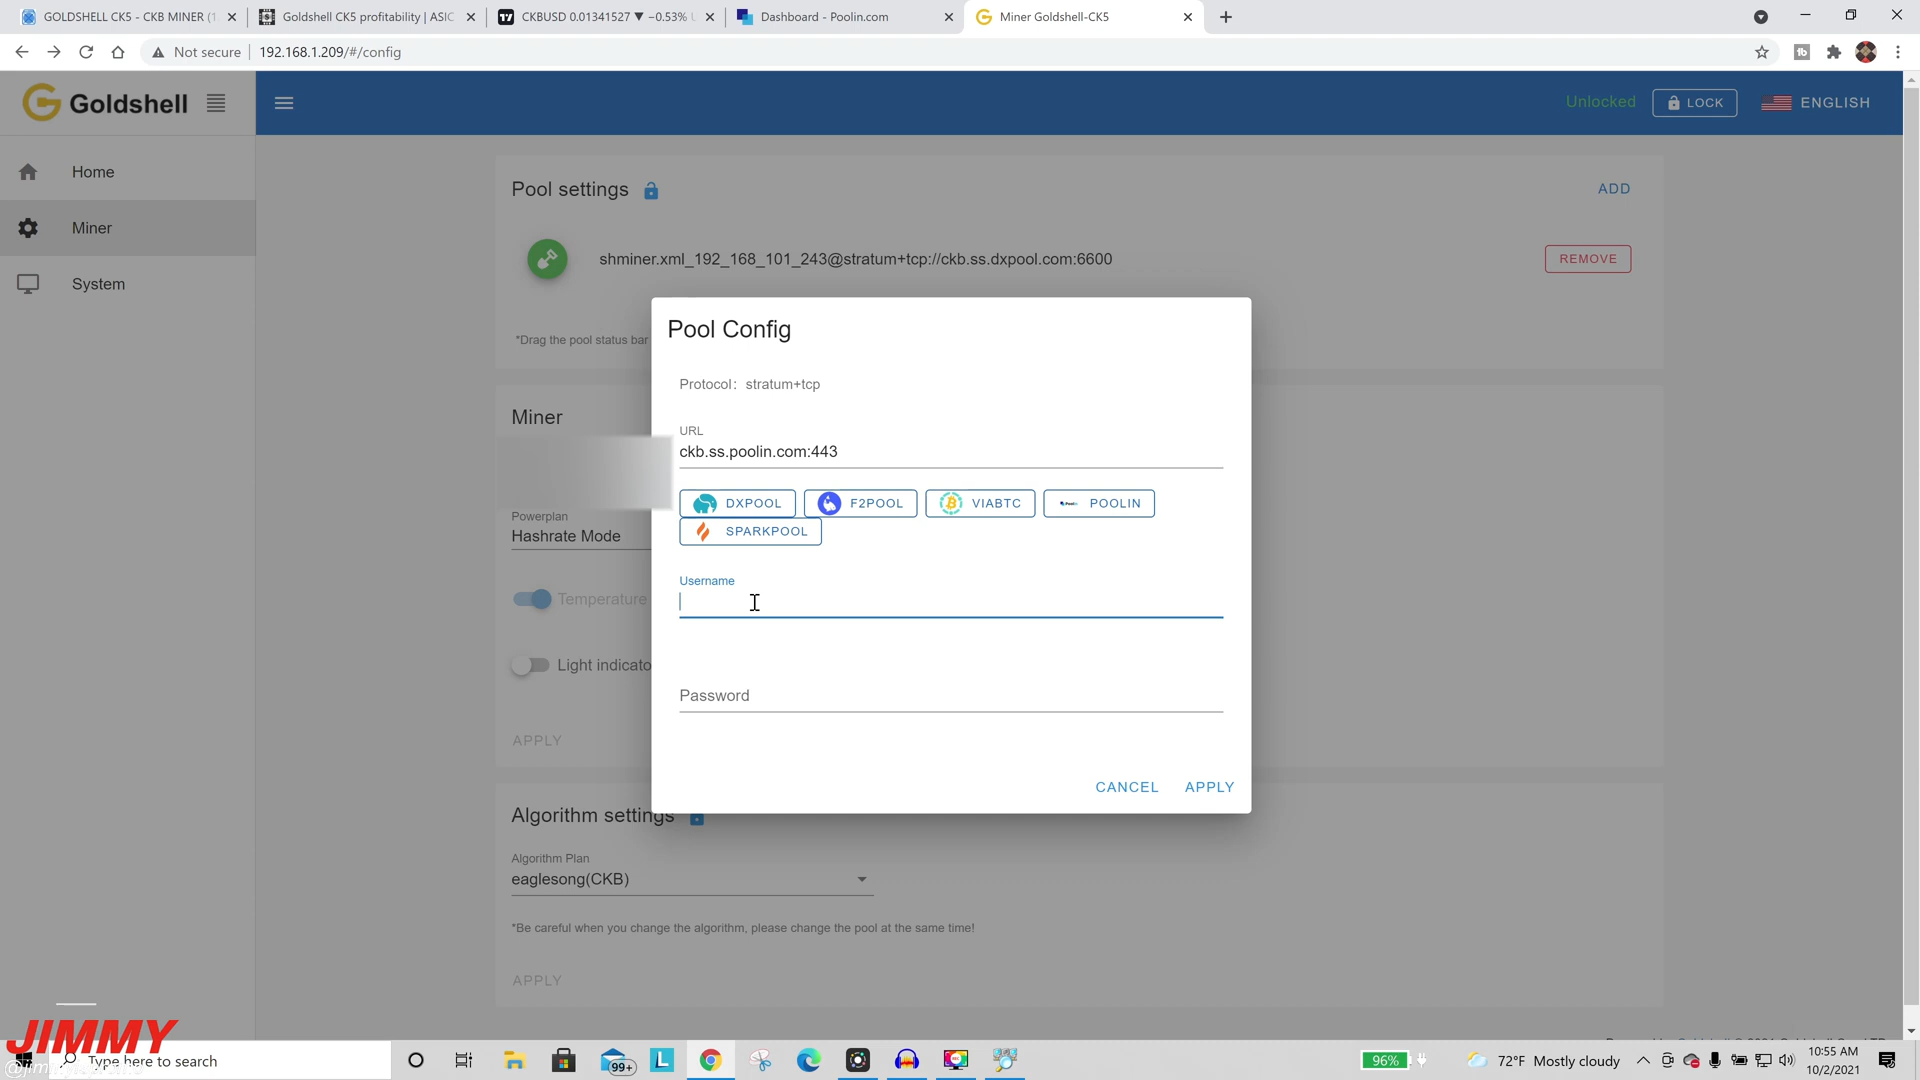 GOLDSHELL CK5 - CKB MINER (1
Goldshell CK5 profitability | ASIC
CKBUSD 0.01341527 ▼ −0.53% U
Dashboard - Poolin.com
Miner Goldshell-CK5
Not secure
192.168.1.209/#/config
Goldshell
Unlocked
LOCK
ENGLISH
Home
Miner
System
Pool settings
ADD
shminer.xml_192_168_101_243@stratum+tcp://ckb.ss.dxpool.com:6600
REMOVE
*Drag the pool status bar
Pool Config
Protocol: stratum+tcp
URL
ckb.ss.poolin.com:443
DXPOOL
F2POOL
VIABTC
POOLIN
SPARKPOOL
Username
Password
CANCEL
APPLY
Miner
Powerplan
Hashrate Mode
Temperature
Light indicato
APPLY
Algorithm settings
Algorithm Plan
eaglesong(CKB)
*Be careful when you change the algorithm, please change the pool at the same time!
APPLY
JIMMY
Type here to search
99+
96%
72°F Mostly cloudy
10:55 AM
10/2/2021